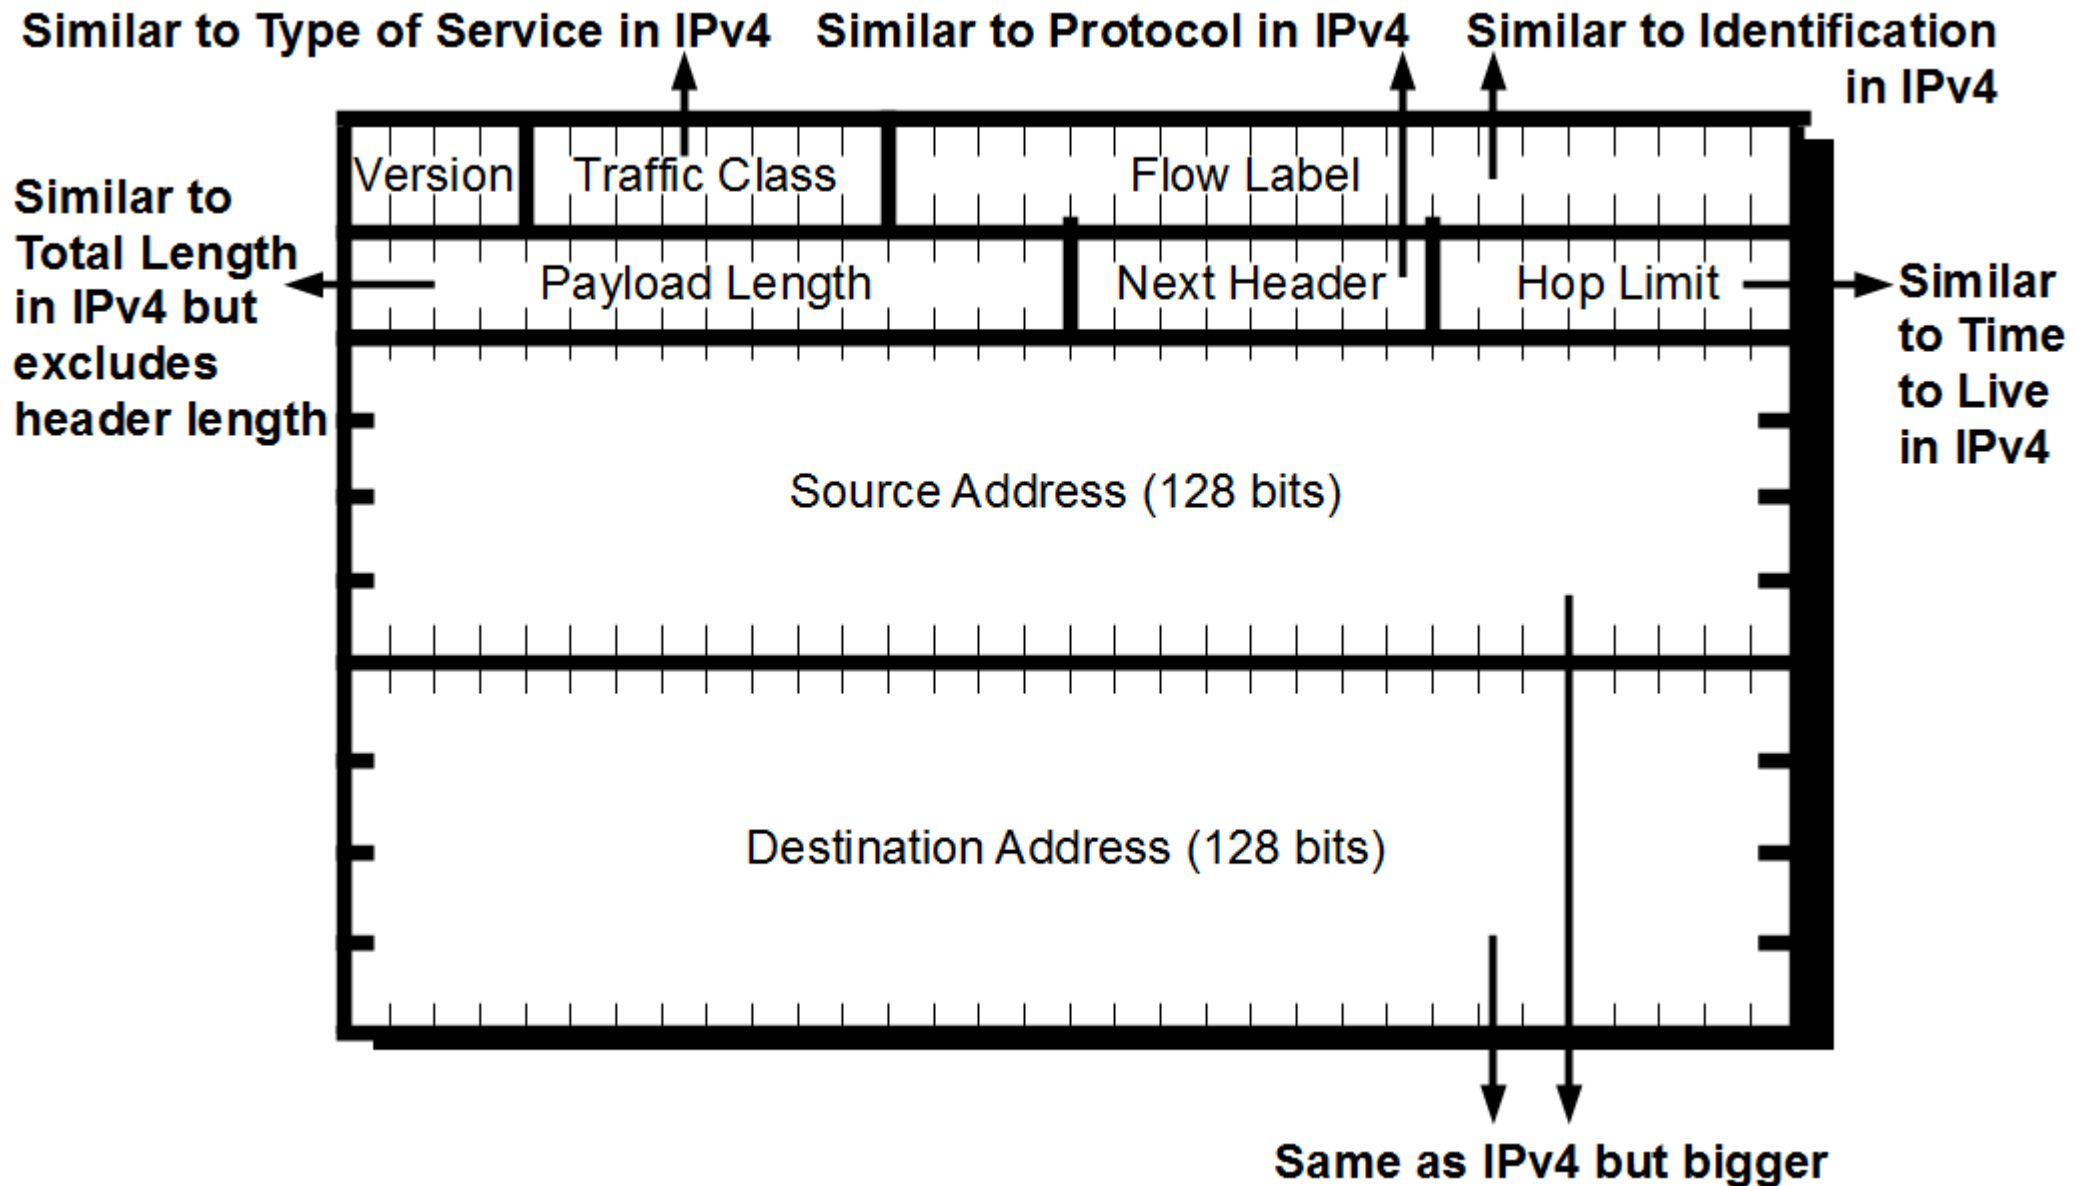 Similar to Type of Service in IPv4
Similar to Protocol in IPv4
Similar to Identification
in IPv4
Version
Traffic Class
Flow Label
Similar to
Total Length
in IPv4 but
excludes
header length
Payload Length
Next Header
Hop Limit
Similar
to Time
to Live
in IPv4
Source Address (128 bits)
Destination Address (128 bits)
Same as IPv4 but bigger